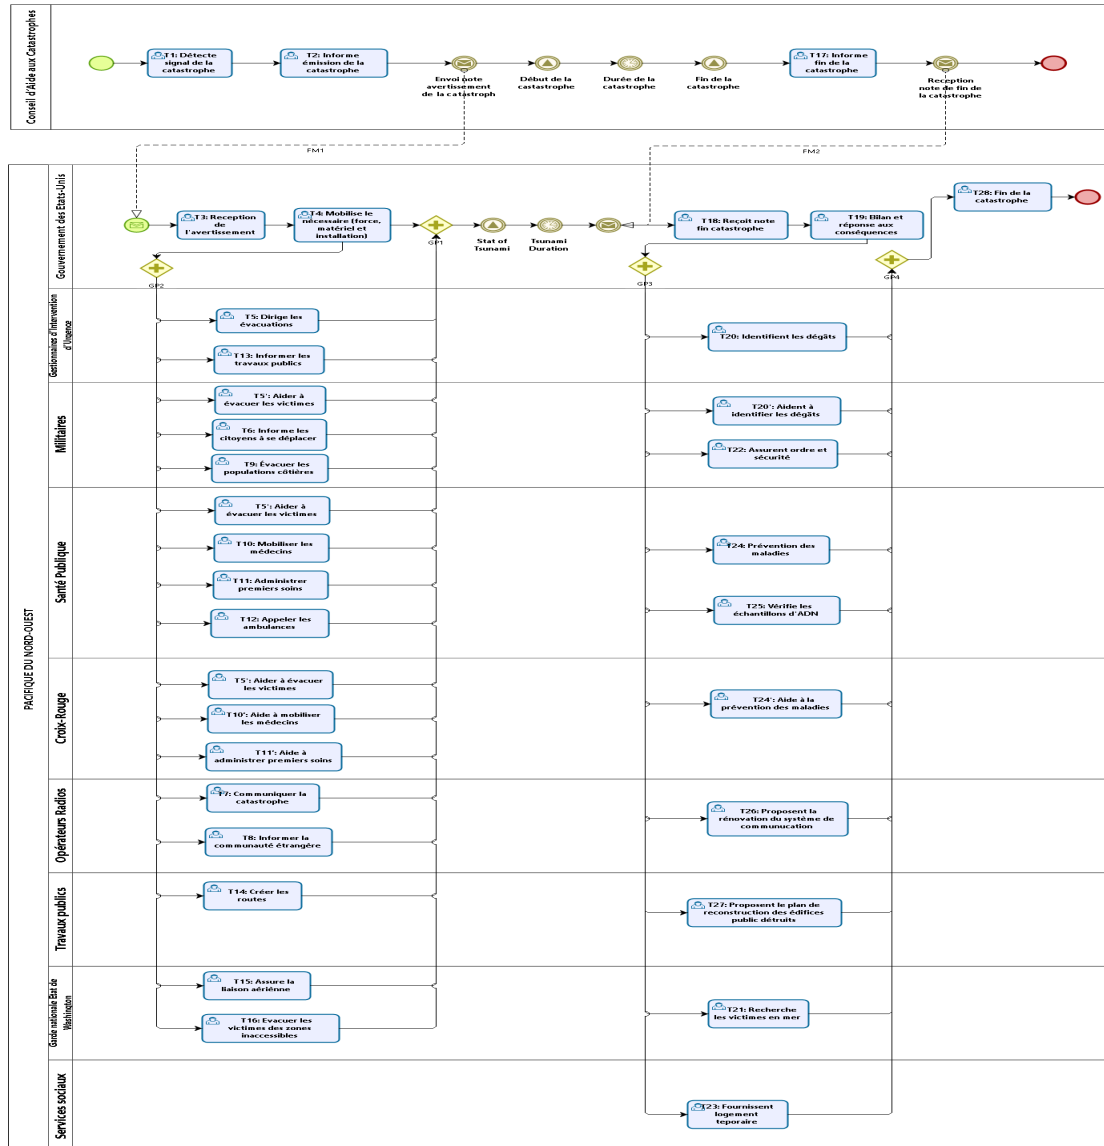 Conseil d'Aide aux Catastrophes
T1: Détecte
signal de la
catastrophe
T2: Informe
émission de la
catastrophe
Envoi note
avertissement
de la catastroph
Début de la
castastrophe
Durée de la
catastrophe
Fin de la
catastrophe
T17: Informe
fin de la
catastrophe
Reception
note de fin de
la catastrophe
FM1
FM2
PACIFIQUE DU NORD-OUEST
Gouvernement des Etats-Unis
T3: Reception
de
l'avertissement
T4: Mobilise le
nécessaire (force,
matériel et
installation)
GP1
Stat of
Tsunami
Tsunami
Duration
T18: Reçoit note
fin catastrophe
T19: Bilan et
réponse aux
conséquences
T28: Fin de la
catastrophe
GP2
GP3
GP4
Gestionnaires d'Intervention
d'Urgence
T5: Dirige les
évacuations
T13: Informer les
travaux publics
T20: Identifient les dégâts
Militaires
T5': Aider à
évacuer les victimes
T6: Informe les
citoyens à se déplacer
T9: Évacuer les
populations côtières
T20': Aident à
identifier les dégâts
T22: Assurent ordre et
sécurité
Santé Publique
T5': Aider à
évacuer les victimes
T10: Mobiliser les
médecins
T11: Administrer
premiers soins
T12: Appeler les
ambulances
T24: Prévention des
maladies
T25: Vérifie les
échantillons d'ADN
Croix-Rouge
T5': Aider à évacuer
les victimes
T10': Aide à mobiliser
les médecins
T11': Aide à
administrer premiers soins
T24': Aide à la
prévention des maladies
Opérateurs Radios
T7: Communiquer la
catastrophe
T8: Informer la
communauté étrangére
T26: Proposent la
rénovation du système de
communucation
Travaux publics
T14: Créer les
routes
T27: Proposent le plan de
reconstruction des édifices
public détruits
Garde nationale Etat de
Washington
T15: Assure la
liaison aériénne
T16: Evacuer les
victimes des zones
inaccessibles
T21: Recherche
les victimes en mer
Services sociaux
T23: Fournissent
logement
teporaire